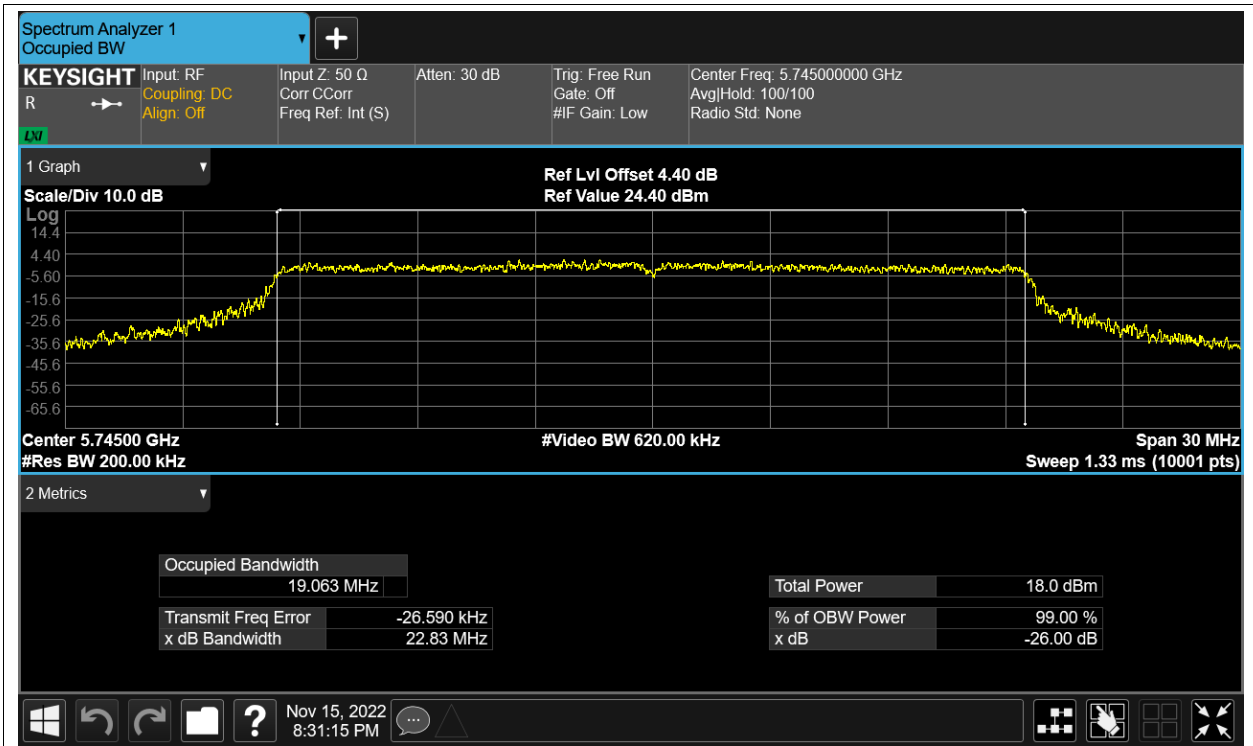 Spectrum Analyzer 1
Occupied BW
KEYSIGHT
R
LXI
Input: RF
Coupling: DC
Align: Off
Input Z: 50 Ω
Corr CCorr
Freq Ref: Int (S)
Atten: 30 dB
Trig: Free Run
Gate: Off
#IF Gain: Low
Center Freq: 5.745000000 GHz
Avg|Hold: 100/100
Radio Std: None
1 Graph
Scale/Div 10.0 dB
Ref Lvl Offset 4.40 dB
Ref Value 24.40 dBm
Log
14.4
4.40
-5.60
-15.6
-25.6
-35.6
-45.6
-55.6
-65.6
Center 5.74500 GHz
#Res BW 200.00 kHz
#Video BW 620.00 kHz
Span 30 MHz
Sweep 1.33 ms (10001 pts)
2 Metrics
Occupied Bandwidth
19.063 MHz
Transmit Freq Error -26.590 kHz
x dB Bandwidth 22.83 MHz
Total Power 18.0 dBm
% of OBW Power 99.00 %
x dB -26.00 dB
?
Nov 15, 2022
8:31:15 PM